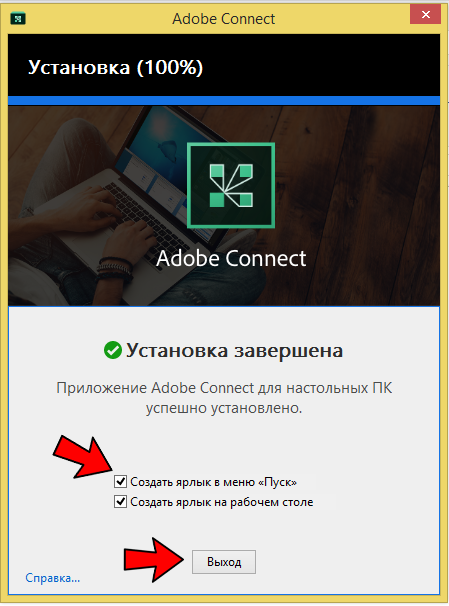 Adobe Connect
Установка (100%)
Adobe Connect
Установка завершена
Приложение Adobe Connect для настольных ПК
успешно установлено.
Создать ярлык в меню «Пуск»
Создать ярлык на рабочем столе
Выход
Справка...